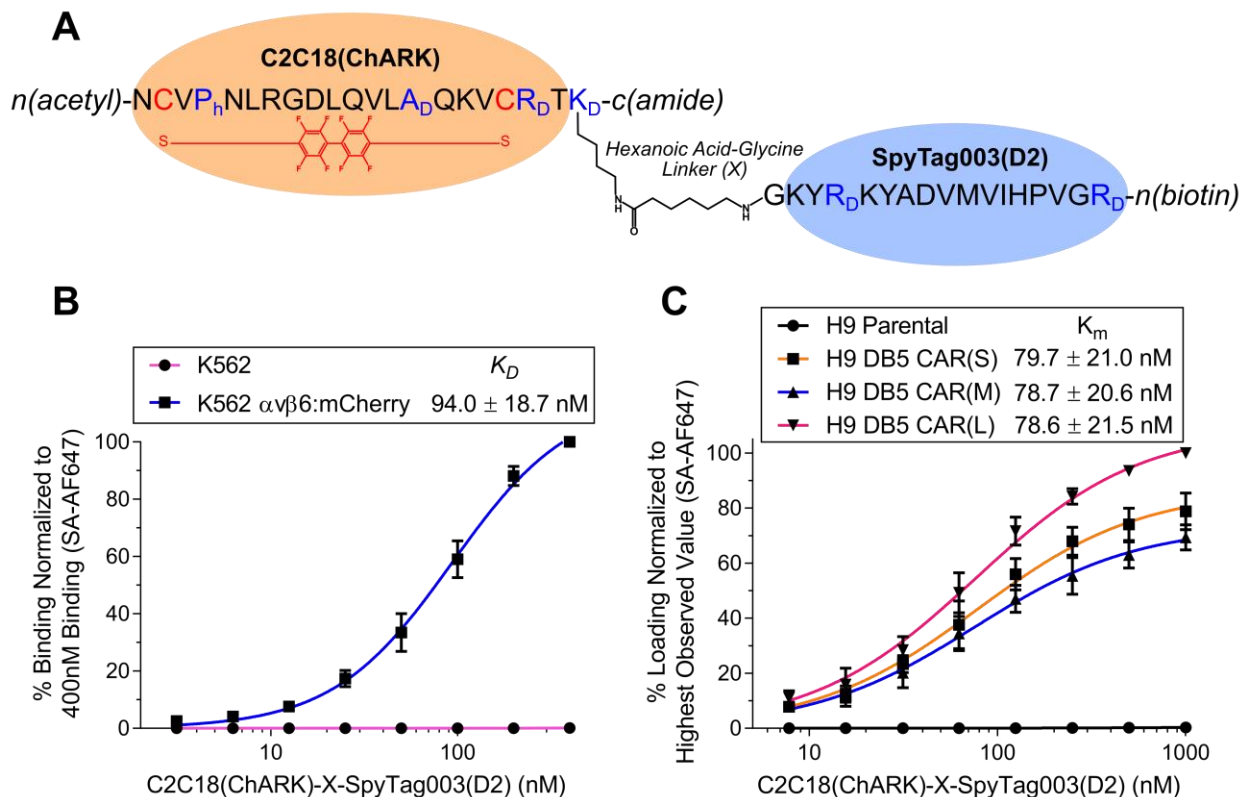 A
C2C18(ChARK)
n(acetyl)-NCVPhNLRGDLQVLADQKVCRDTKD-c(amide)
F F F F
S S
F F F F
Hexanoic Acid-Glycine
Linker (X)
SpyTag003(D2)
N
H
O
N
H
GKYRDKYADVMVIHPVGRD-n(biotin)
B
K562 KD
K562 αvβ6:mCherry 94.0 ± 18.7 nM
% Binding Normalized to
400nM Binding (SA-AF647)
100
80
60
40
20
0
10 100
C2C18(ChARK)-X-SpyTag003(D2) (nM)
C
H9 Parental Km
H9 DB5 CAR(S) 79.7 ± 21.0 nM
H9 DB5 CAR(M) 78.7 ± 20.6 nM
H9 DB5 CAR(L) 78.6 ± 21.5 nM
% Loading Normalized to
Highest Observed Value (SA-AF647)
100
80
60
40
20
0
10 100 1000
C2C18(ChARK)-X-SpyTag003(D2) (nM)